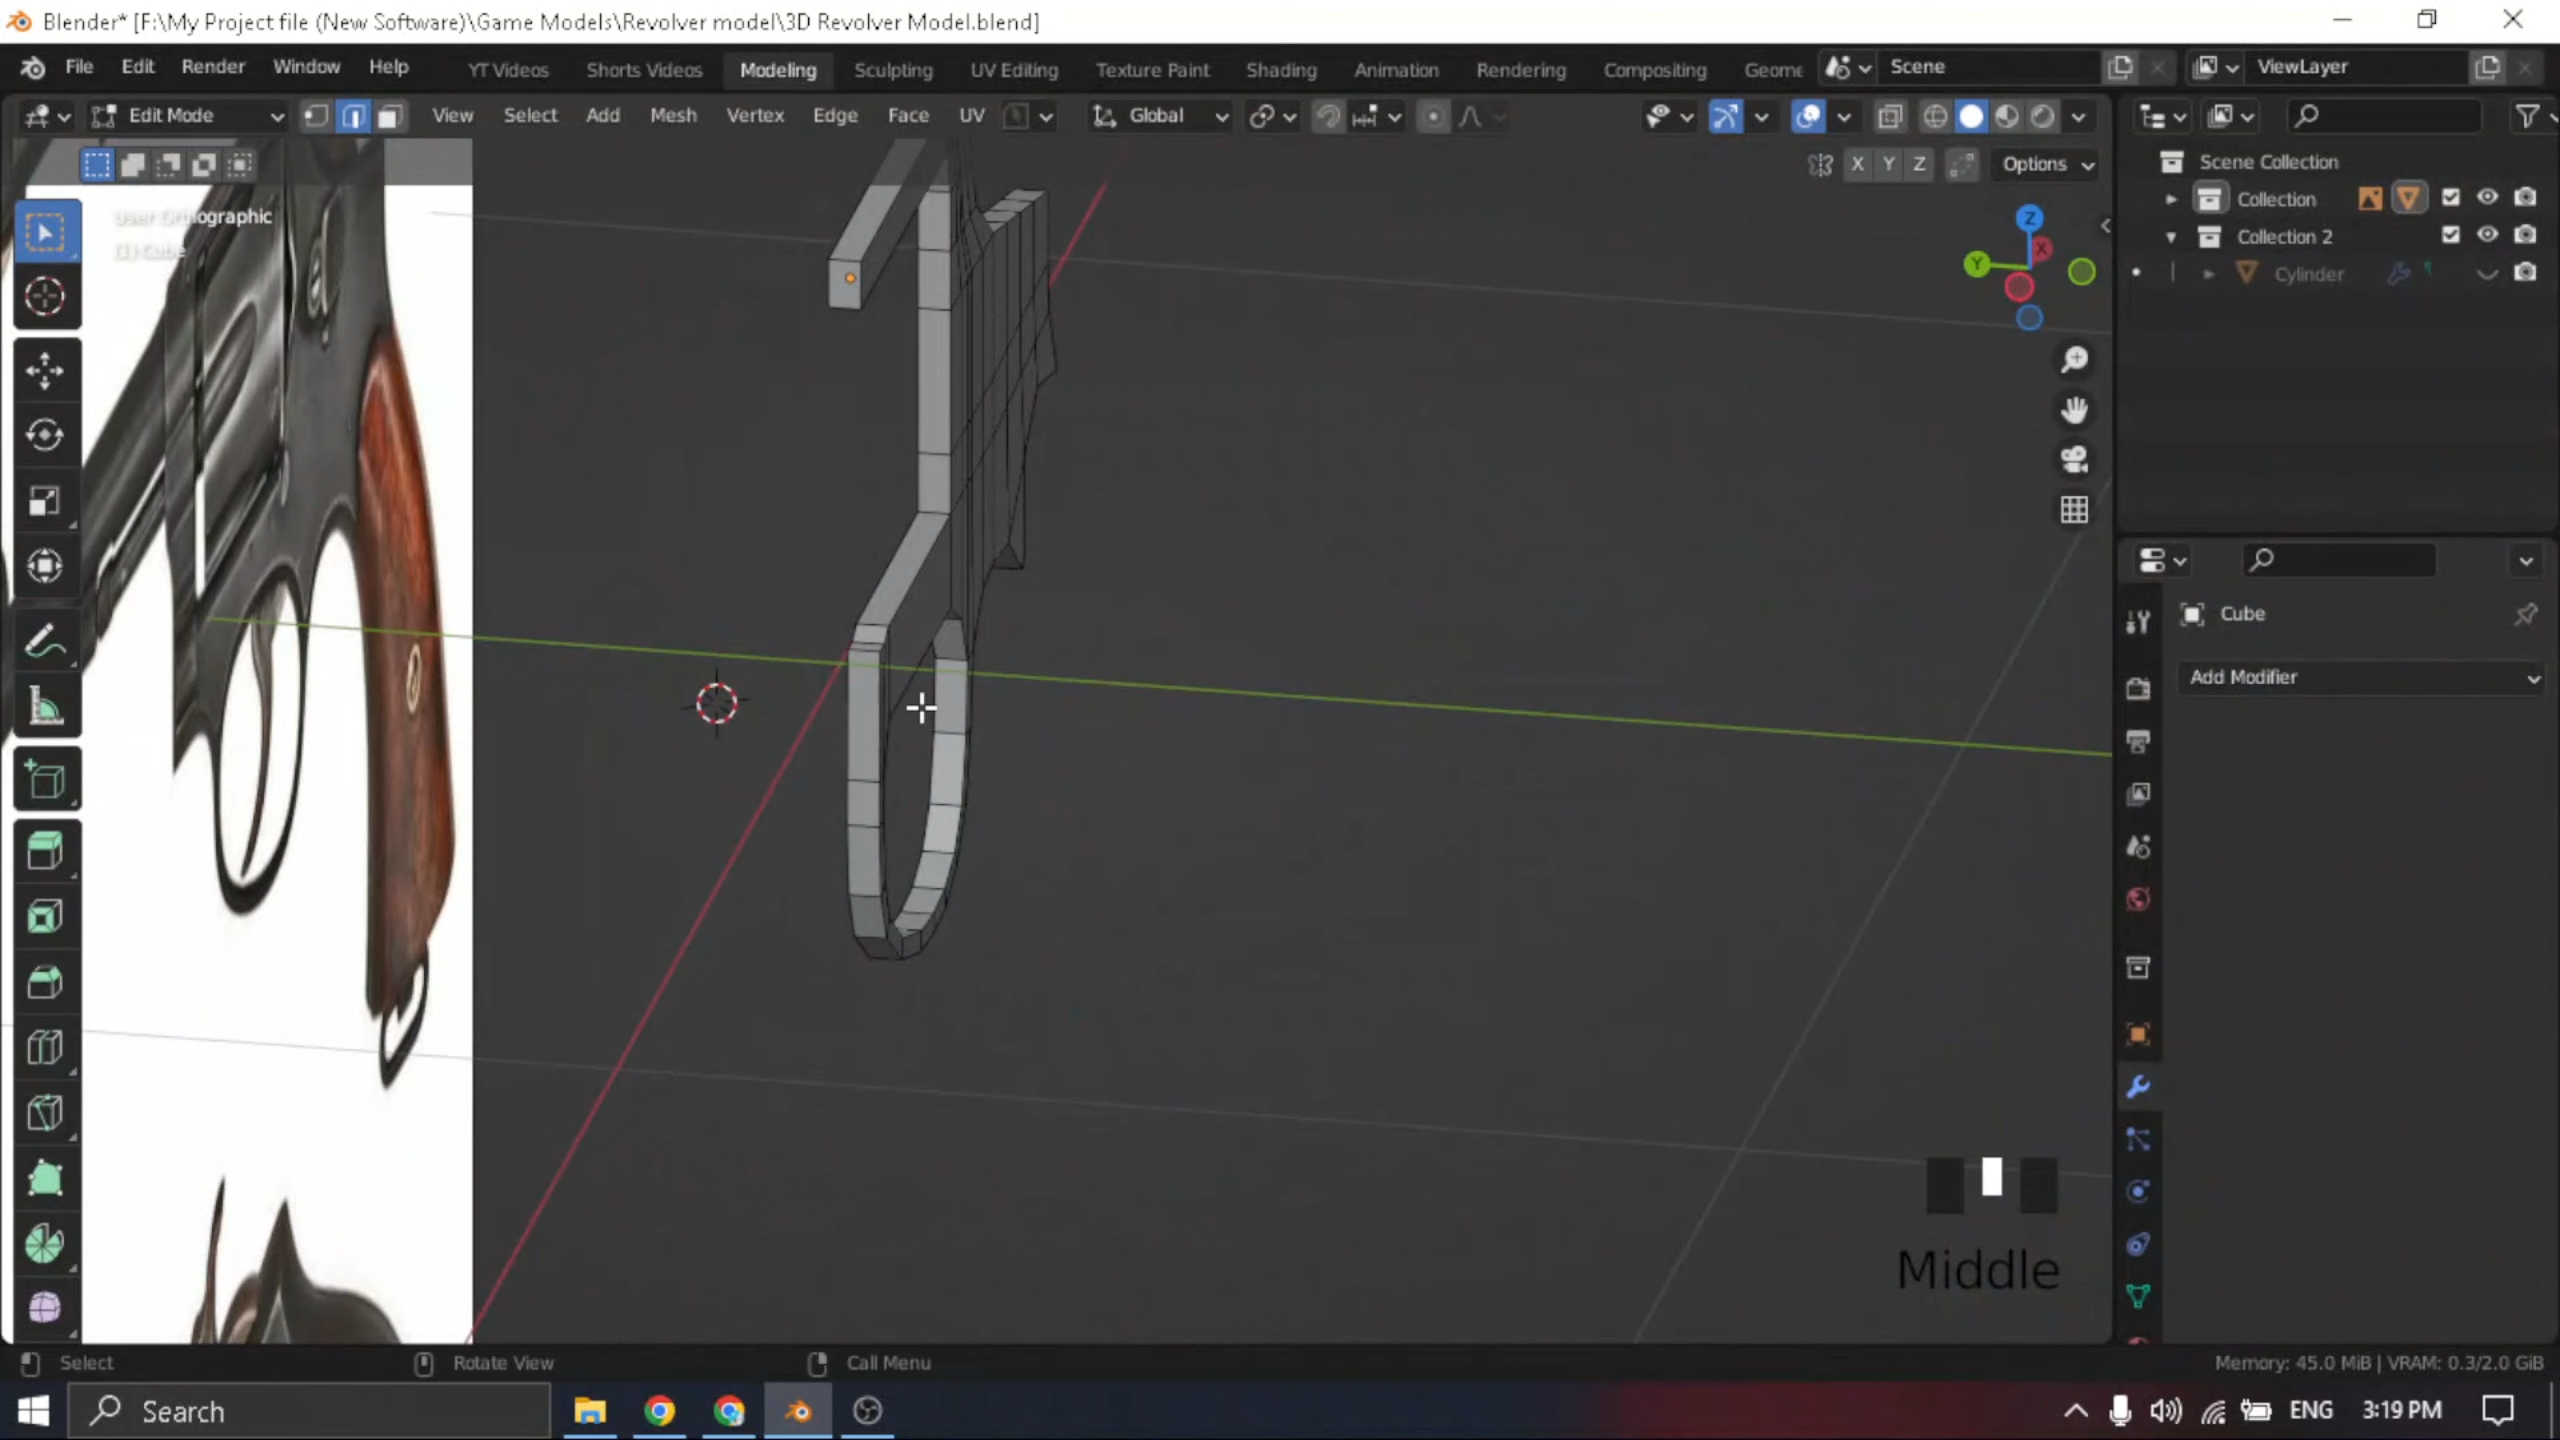 Blender* [F:\My Project file (New Software)\Game Models\Revolver model\3D Revolver Model.blend]
File Edit Render Window Help YT Videos Shorts Videos Modeling Sculpting UV Editing Texture Paint Shading Animation Rendering Compositing Geome Scene ViewLayer
Edit Mode View Select Add Mesh Vertex Edge Face UV Global
X Y Z Options
Scene Collection
User Orthographic
Collection
(1) Cube
Collection 2
Cylinder
Z
X
Y
Cube
Add Modifier
Middle
Select Rotate View Call Menu Memory: 45.0 MiB | VRAM: 0.3/2.0 GiB
Search ENG 3:19 PM